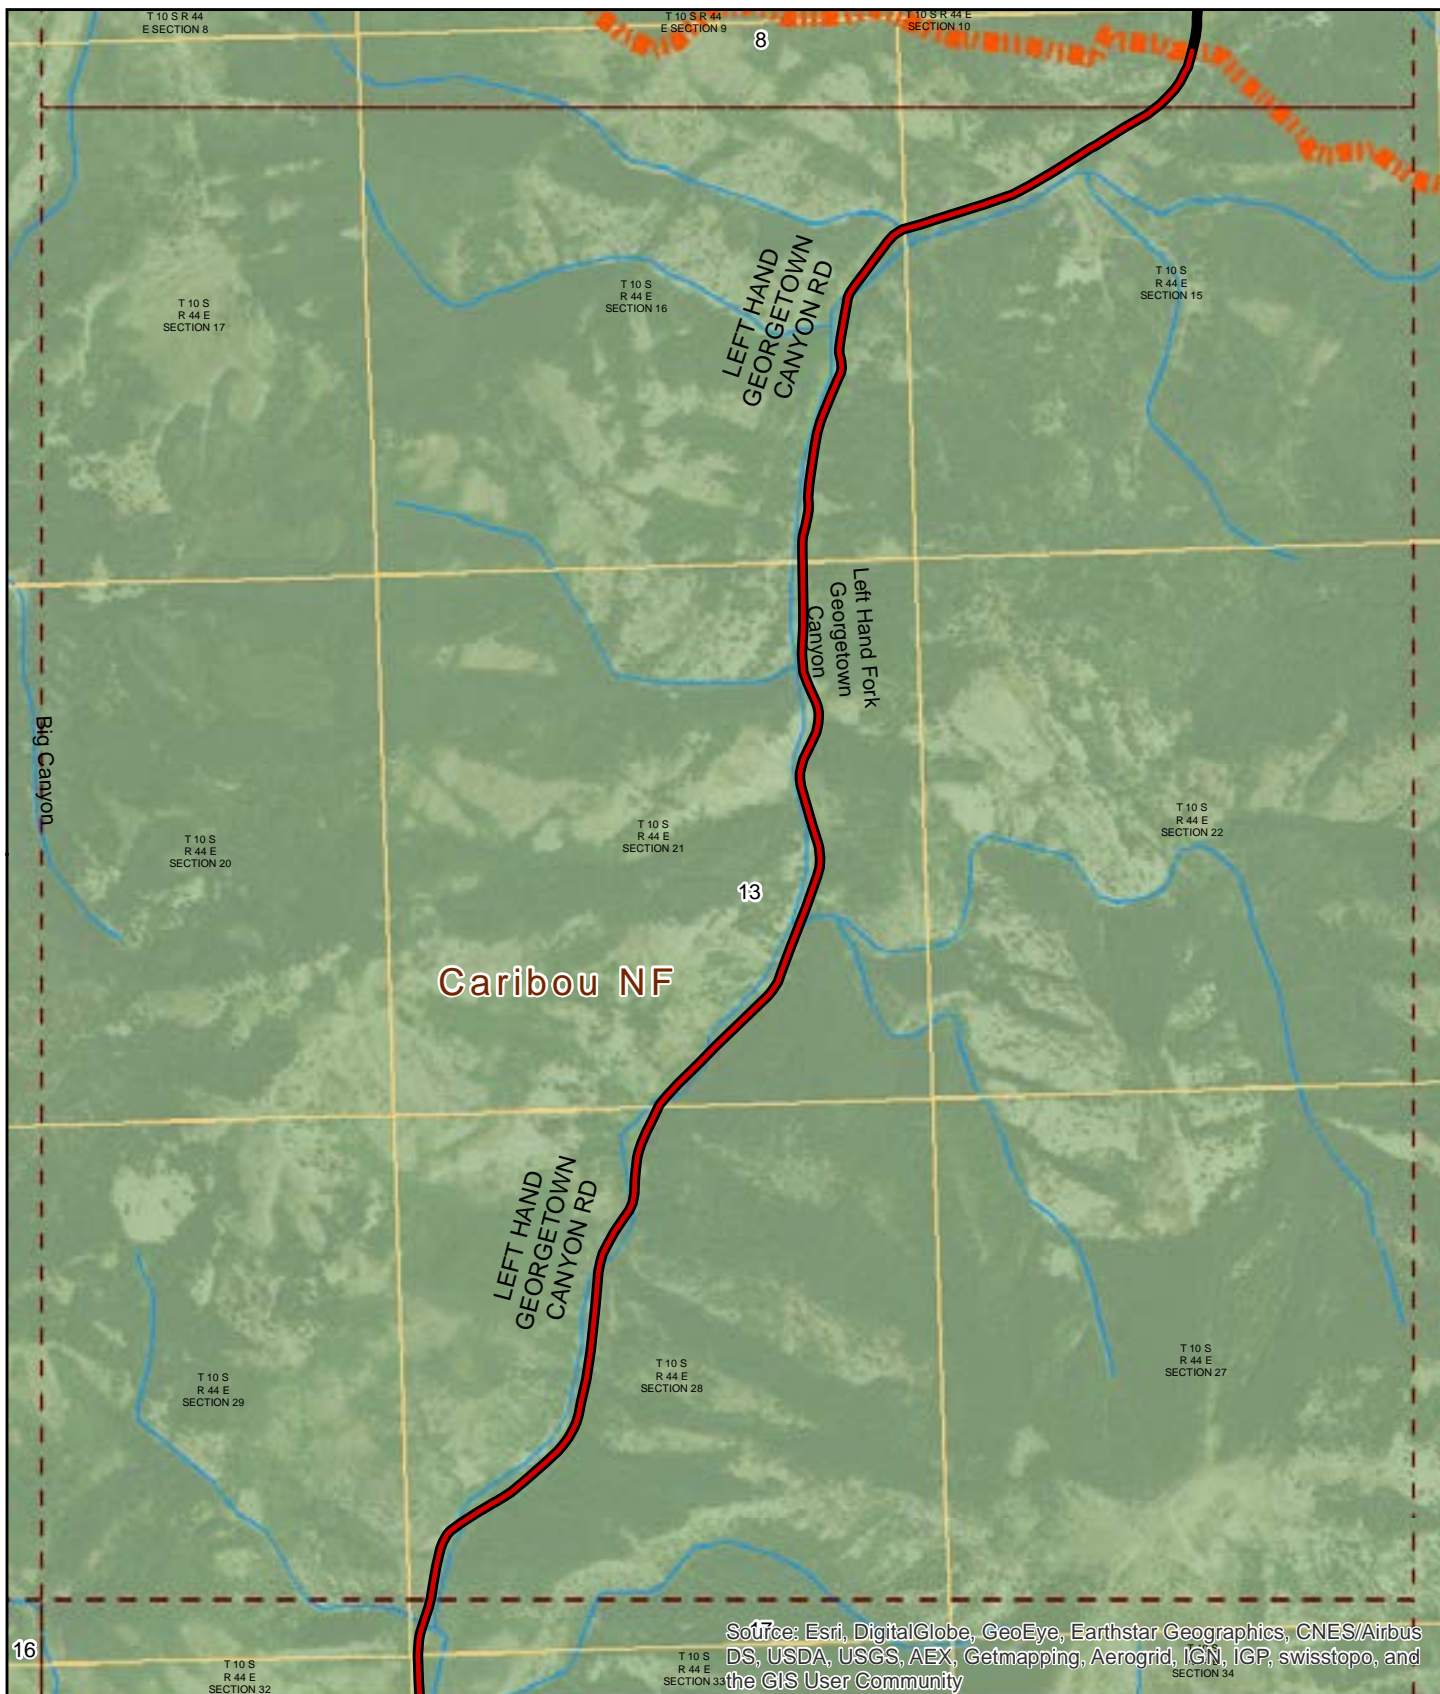 T 10 S R 44
E SECTION 8
T 10 S R 44
E SECTION 9
T 10 S R 44 E
SECTION 10
8
LEFT HAND
GEORGETOWN
CANYON RD
T 10 S
R 44 E
SECTION 17
T 10 S
R 44 E
SECTION 16
T 10 S
R 44 E
SECTION 15
Left Hand Fork
Georgetown
Canyon
Big Canyon
T 10 S
R 44 E
SECTION 20
T 10 S
R 44 E
SECTION 21
T 10 S
R 44 E
SECTION 22
13
Caribou NF
LEFT HAND
GEORGETOWN
CANYON RD
T 10 S
R 44 E
SECTION 29
T 10 S
R 44 E
SECTION 28
T 10 S
R 44 E
SECTION 27
16
17
T 10 S
R 44 E
SECTION 32
T 10 S
R 44 E
SECTION 33
SECTION 34
Source: Esri, DigitalGlobe, GeoEye, Earthstar Geographics, CNES/Airbus
DS, USDA, USGS, AEX, Getmapping, Aerogrid, IGN, IGP, swisstopo, and
the GIS User Community